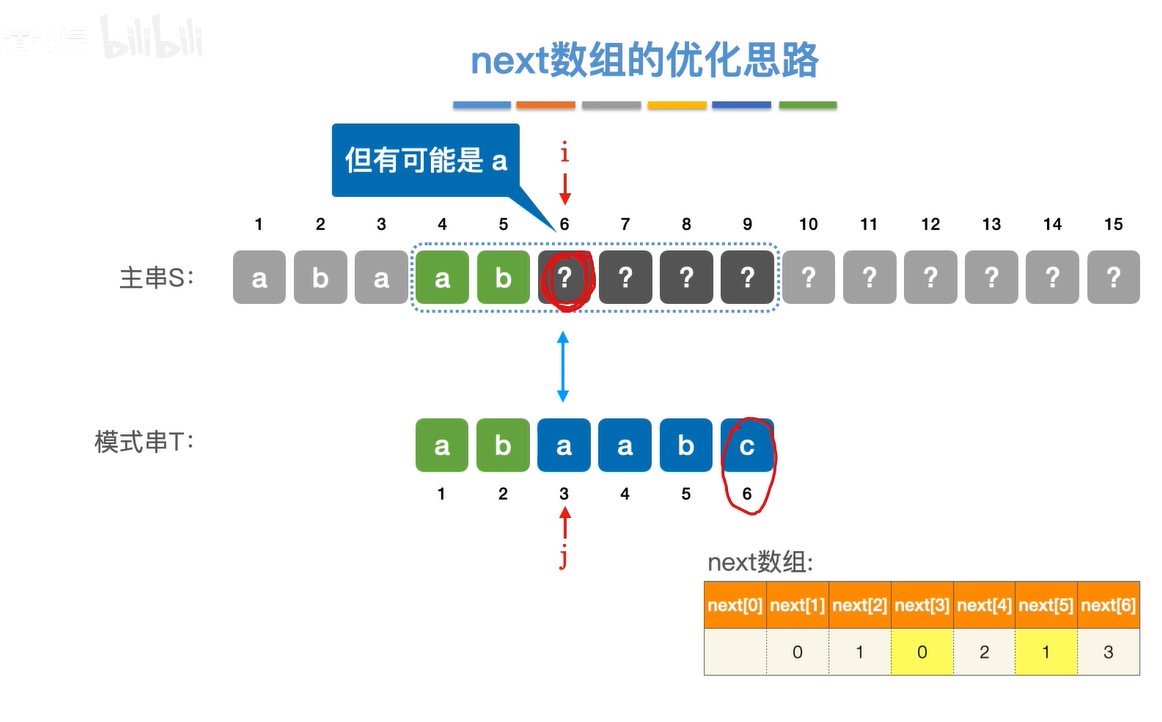 bilibili
next数组的优化思路
但有可能是 a
i
1 2 3 4 5 6 7 8 9 10 11 12 13 14 15
主串S: a b a a b ? ? ? ? ? ? ? ? ? ?
模式串T: a b a a b c
1 2 3 4 5 6
j
next数组:
next[0] next[1] next[2] next[3] next[4] next[5] next[6]
0 1 0 2 1 3